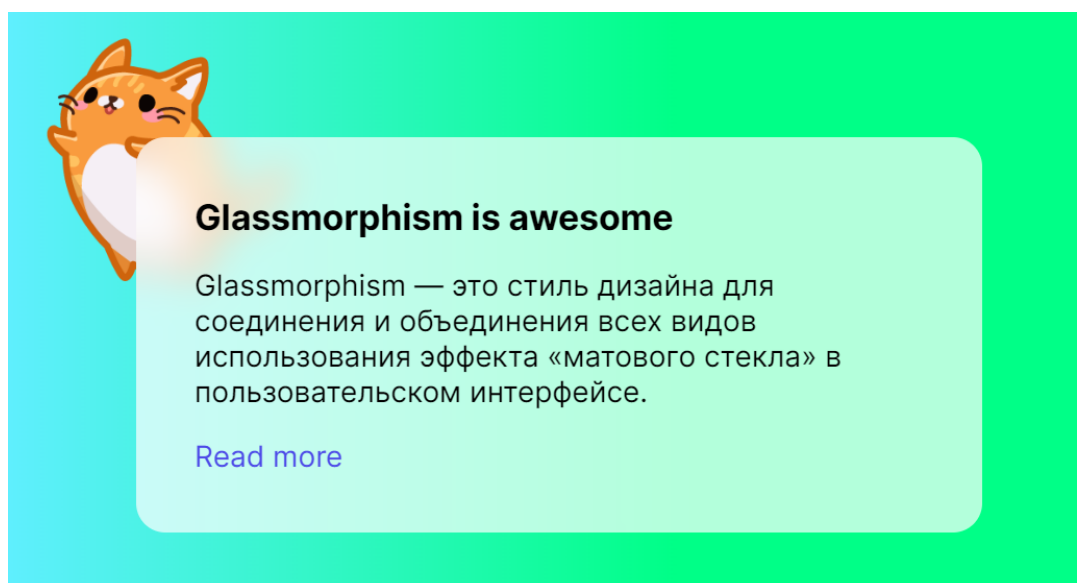 Glassmorphism is awesome
Glassmorphism — это стиль дизайна для
соединения и объединения всех видов
использования эффекта «матового стекла» в
пользовательском интерфейсе.
Read more